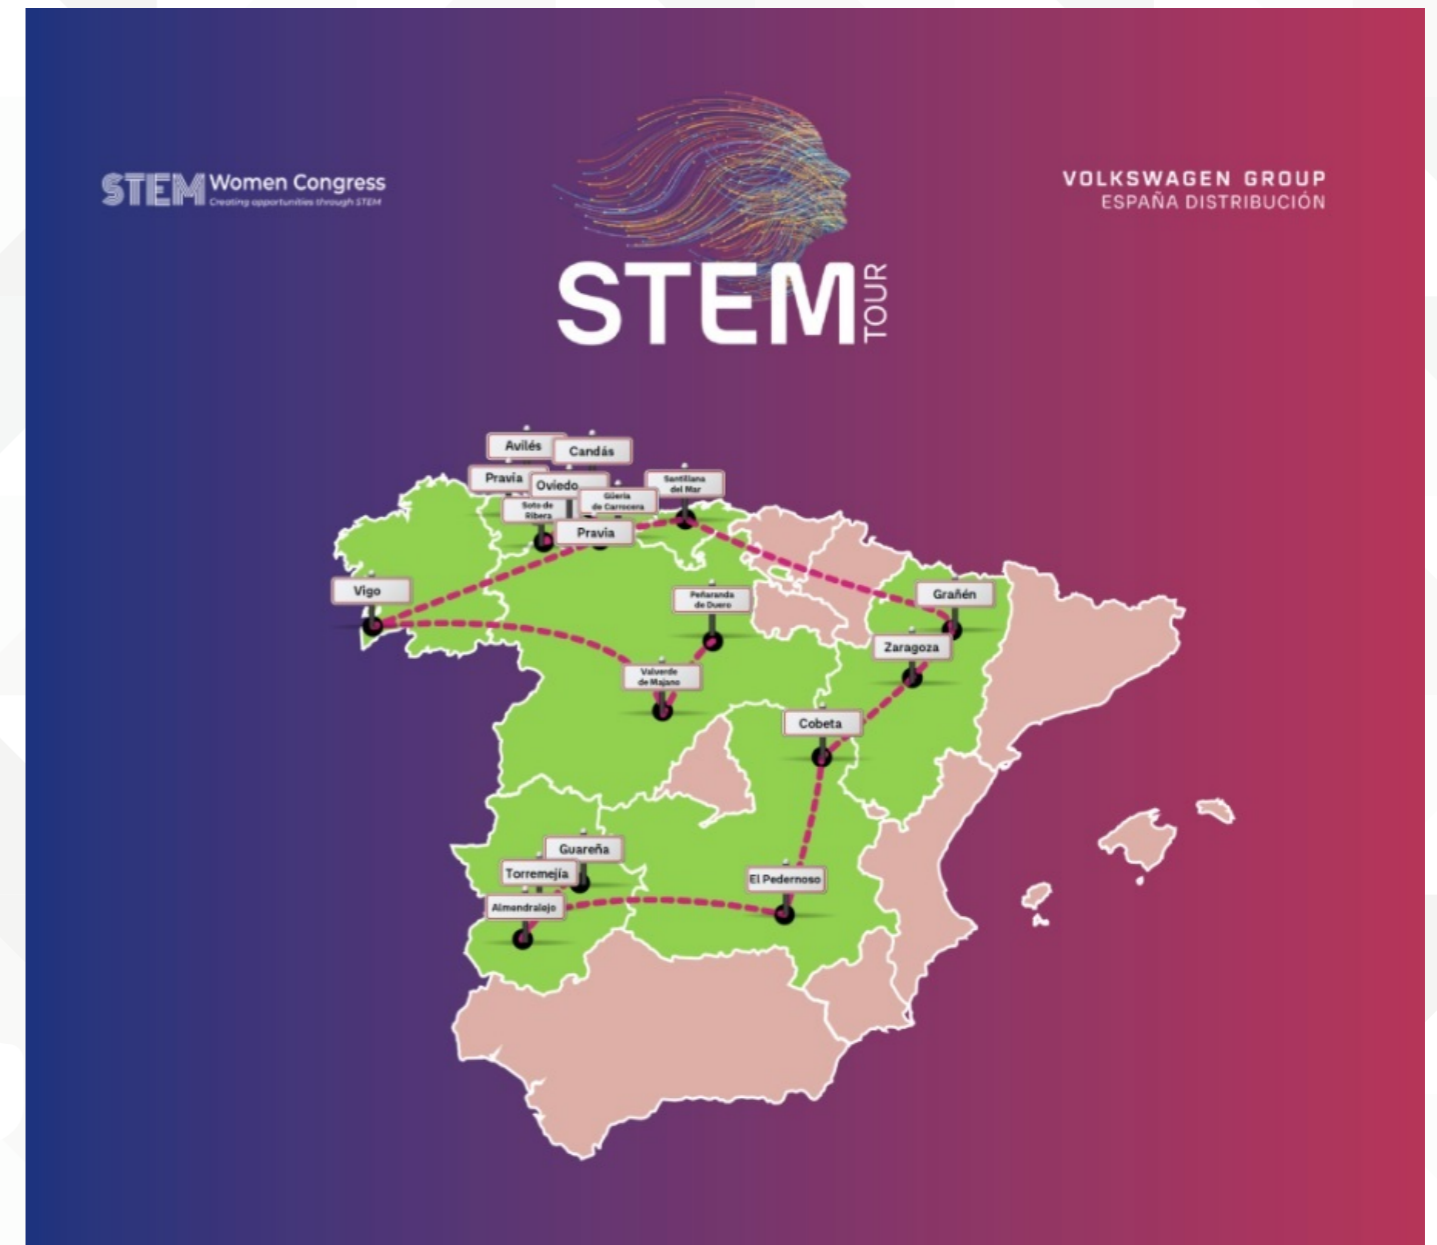 STEM Women Congress
Creating opportunities through STEM
VOLKSWAGEN GROUP
ESPAÑA DISTRIBUCIÓN
STEM
TOUR
Avilés
Candás
Pravia
Oviedo
Soto de
Ribera
Güeria
de Carrocera
Santillana
del Mar
Pravia
Vigo
Peñaranda
de Duero
Grañén
Zaragoza
Valverde
de Majano
Cobeta
Guareña
Torremejía
El Pedernoso
Almendralejo